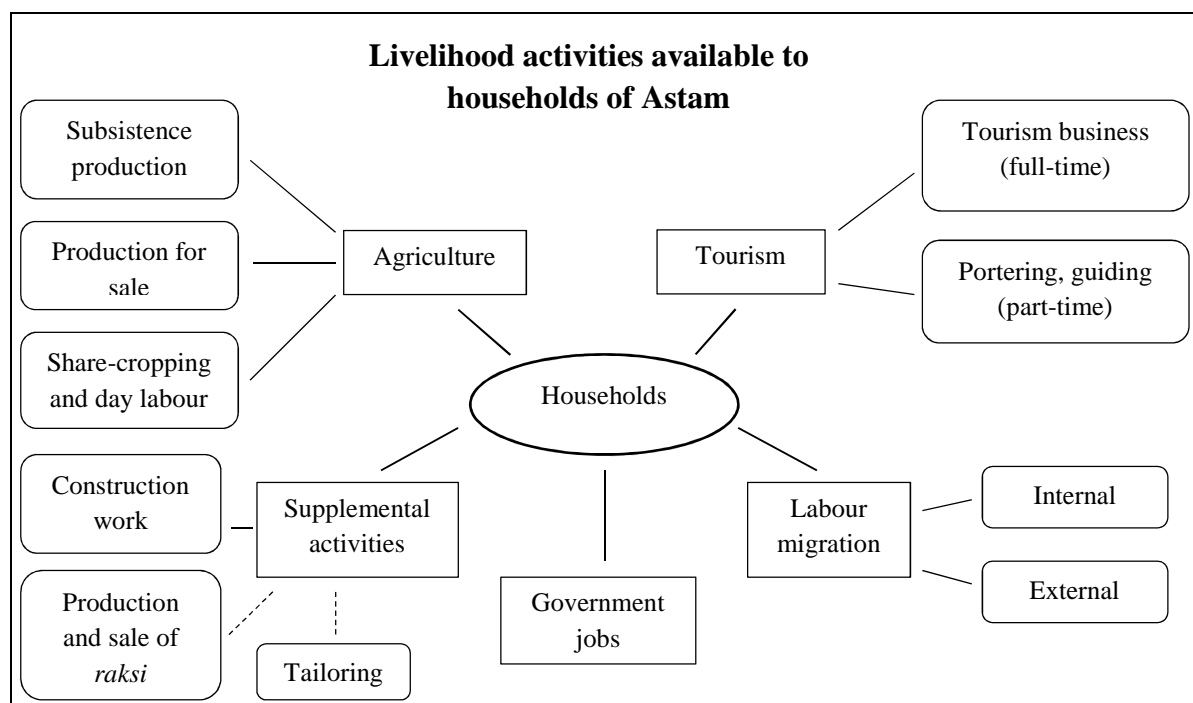 Livelihood activities available to
households of Astam
Subsistence
production
Production for
sale
Share-cropping
and day labour
Agriculture
Tourism
Tourism business
(full-time)
Portering, guiding
(part-time)
Households
Construction
work
Production
and sale of
raksi
Supplemental
activities
Tailoring
Government
jobs
Labour
migration
Internal
External